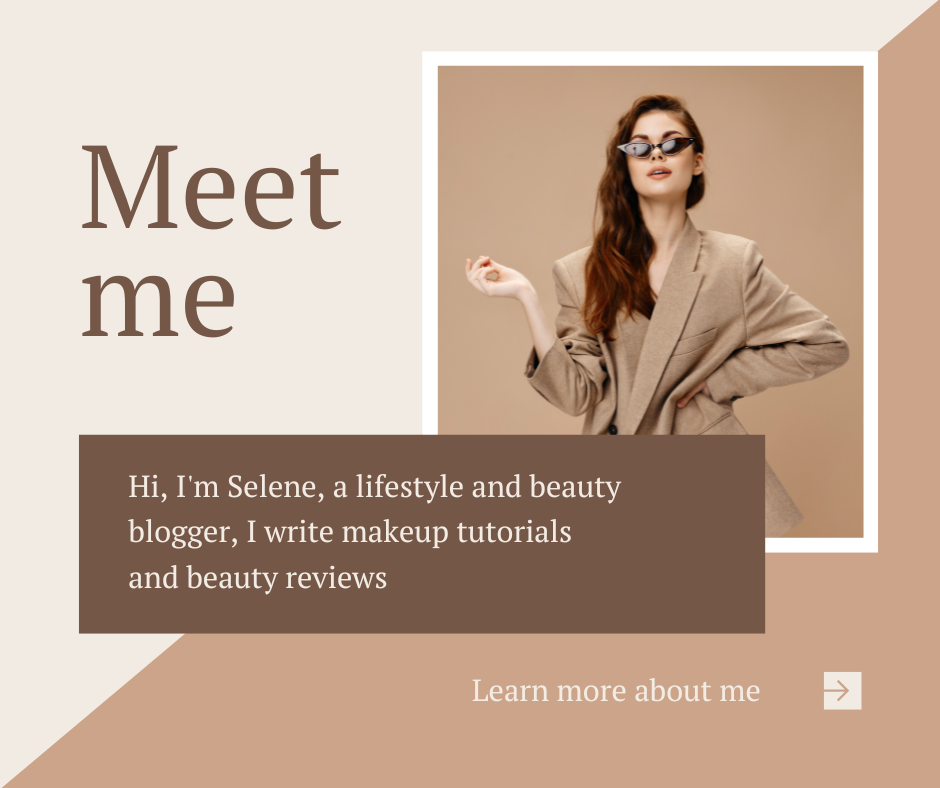 Meet
me
Hi, I'm Selene, a lifestyle and beauty
blogger, I write makeup tutorials
and beauty reviews
Learn more about me